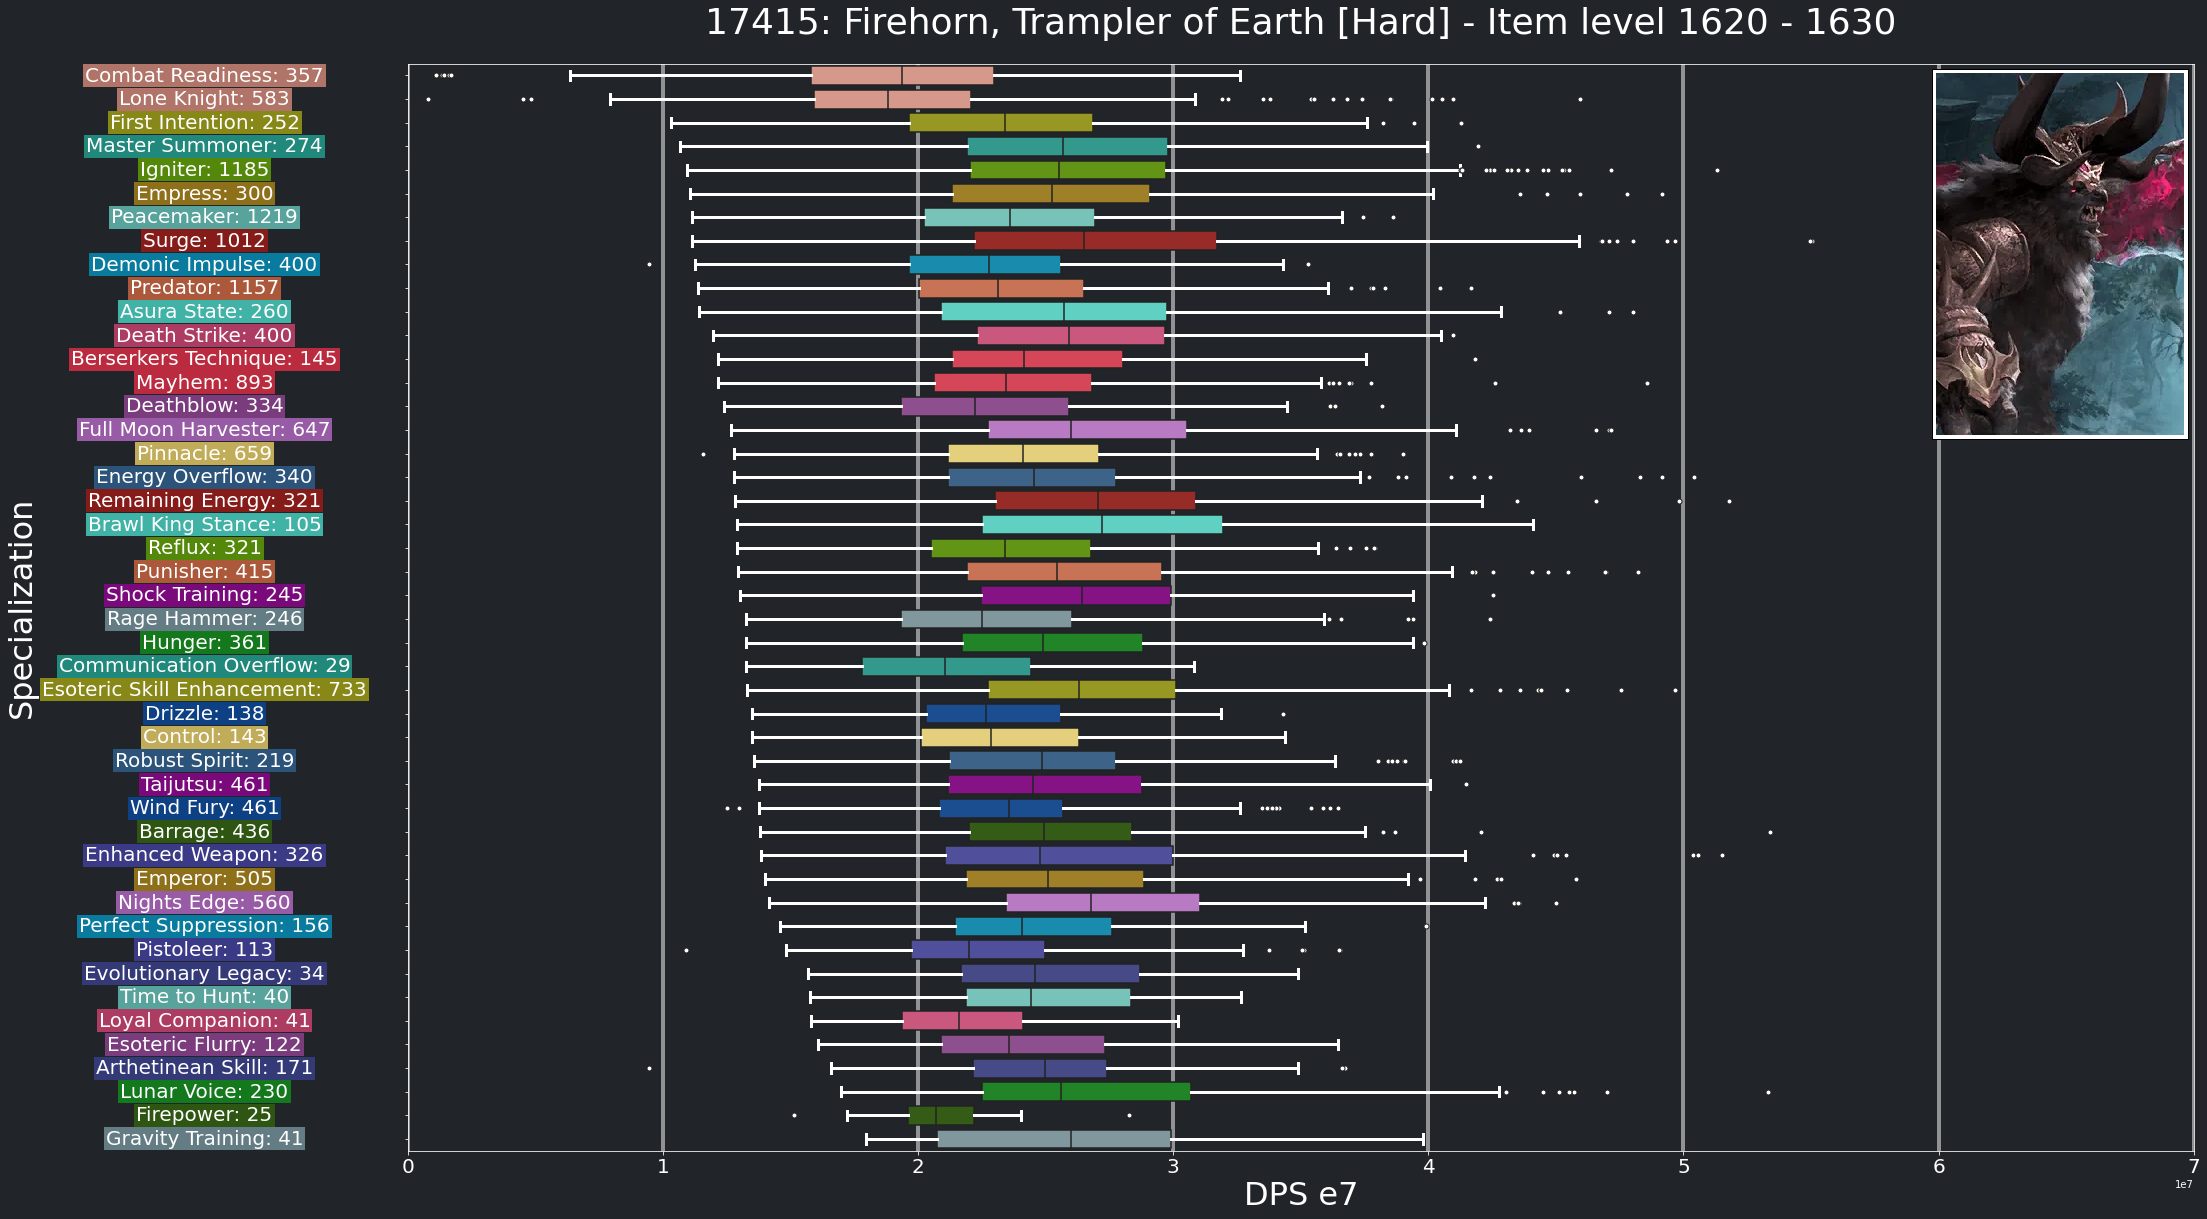 17415: Firehorn, Trampler of Earth [Hard] - Item level 1620 - 1630
Specialization
Combat Readiness: 357
Lone Knight: 583
First Intention: 252
Master Summoner: 274
Igniter: 1185
Empress: 300
Peacemaker: 1219
Surge: 1012
Demonic Impulse: 400
Predator: 1157
Asura State: 260
Death Strike: 400
Berserkers Technique: 145
Mayhem: 893
Deathblow: 334
Full Moon Harvester: 647
Pinnacle: 659
Energy Overflow: 340
Remaining Energy: 321
Brawl King Stance: 105
Reflux: 321
Punisher: 415
Shock Training: 245
Rage Hammer: 246
Hunger: 361
Communication Overflow: 29
Esoteric Skill Enhancement: 733
Drizzle: 138
Control: 143
Robust Spirit: 219
Taijutsu: 461
Wind Fury: 461
Barrage: 436
Enhanced Weapon: 326
Emperor: 505
Nights Edge: 560
Perfect Suppression: 156
Pistoleer: 113
Evolutionary Legacy: 34
Time to Hunt: 40
Loyal Companion: 41
Esoteric Flurry: 122
Arthetinean Skill: 171
Lunar Voice: 230
Firepower: 25
Gravity Training: 41
0 1 2 3 4 5 6 7
1e7
DPS e7